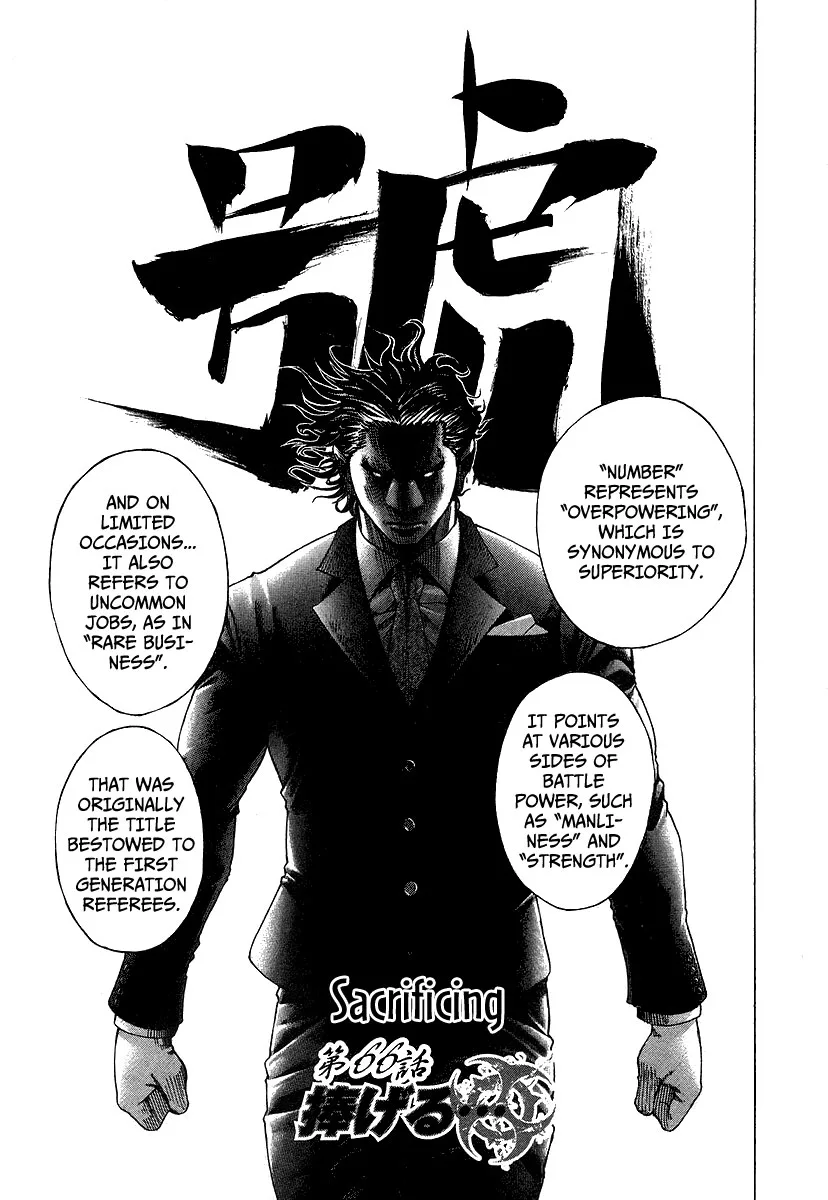 號
"NUMBER"
REPRESENTS
"OVERPOWERING",
WHICH IS
SYNONYMOUS TO
SUPERIORITY.
IT POINTS
AT VARIOUS
SIDES OF
BATTLE
POWER, SUCH
AS "MANLI-
NESS" AND
"STRENGTH".
AND ON
LIMITED
OCCASIONS...
IT ALSO
REFERS TO
UNCOMMON
JOBS, AS IN
"RARE BUSI-
NESS".
THAT WAS
ORIGINALLY
THE TITLE
BESTOWED TO
THE FIRST
GENERATION
REFEREES.
Sacrificing
第66話
捧げる…